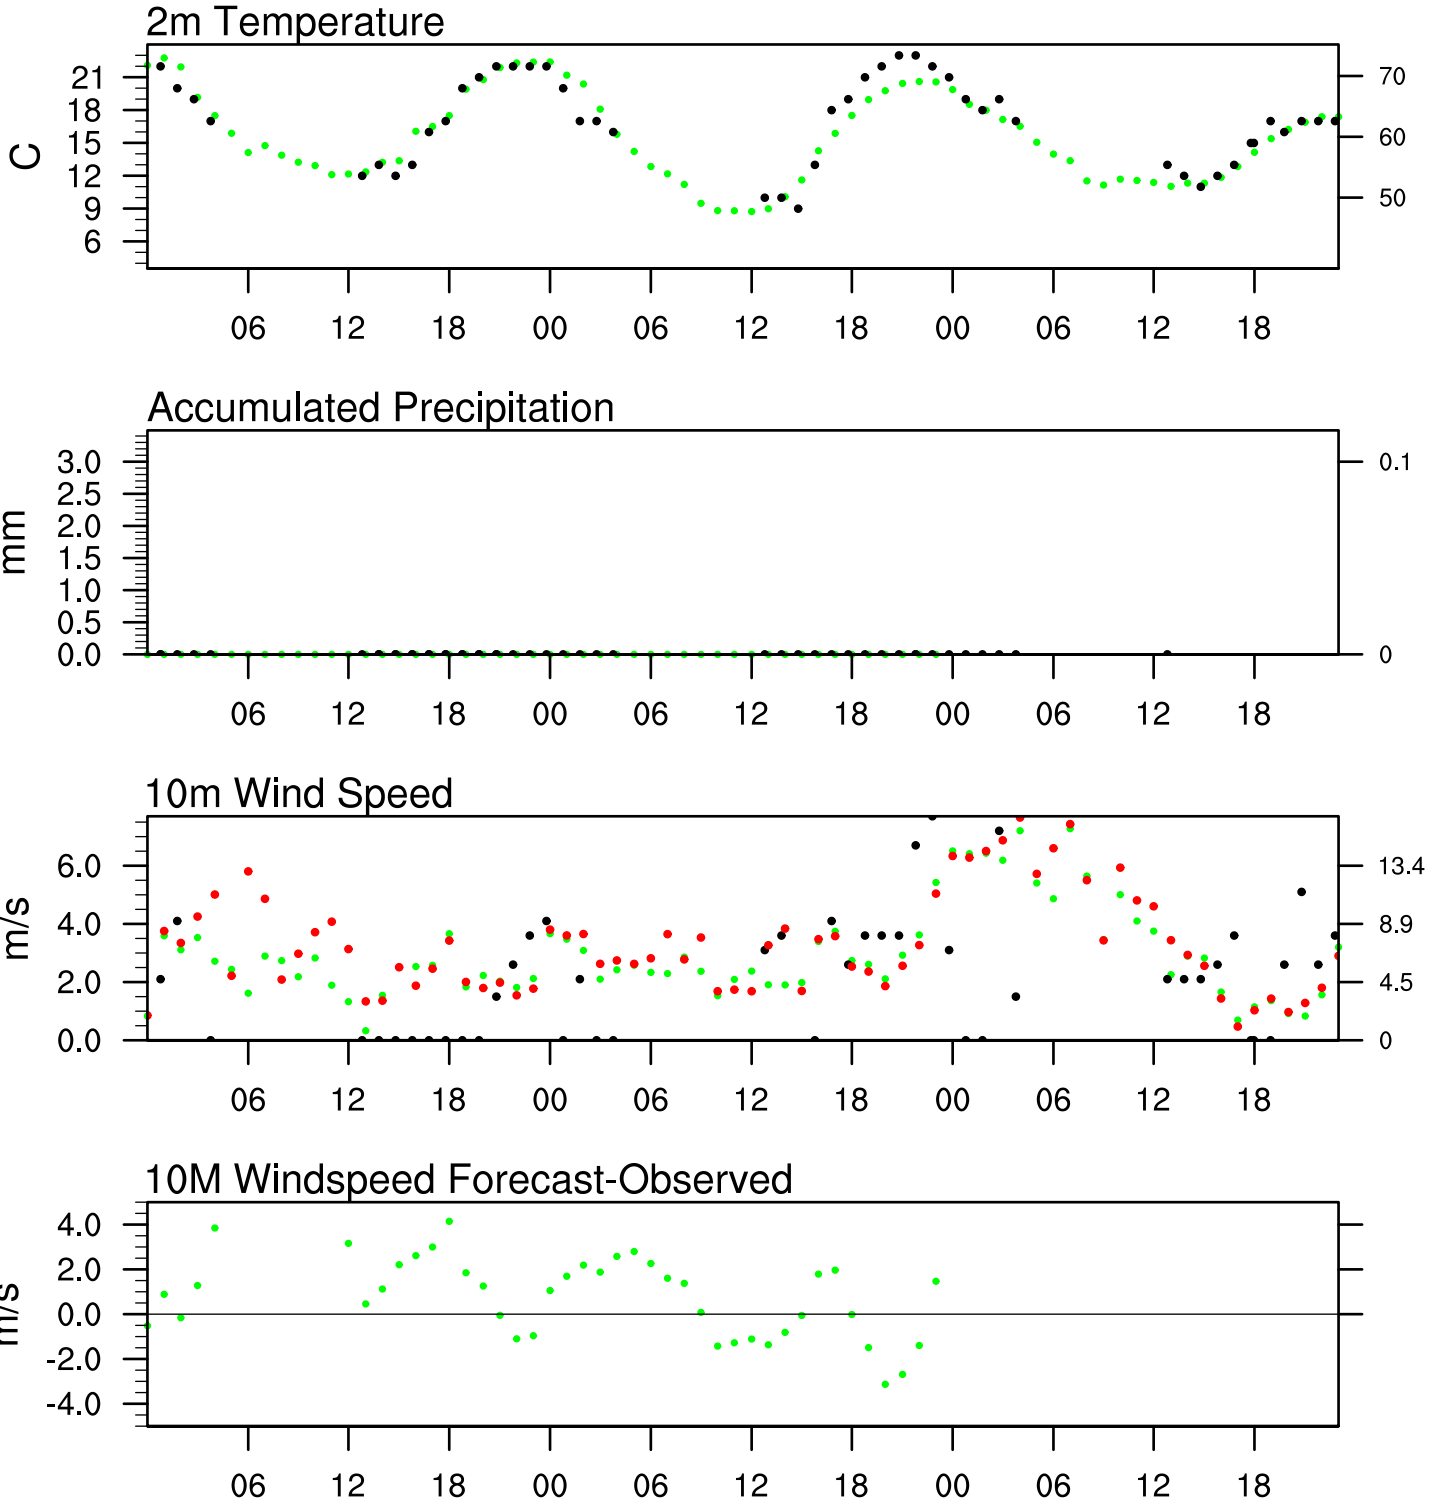 2m Temperature
C
21
18
15
12
9
6
70
60
50
06 12 18 00 06 12 18 00 06 12 18
Accumulated Precipitation
mm
3.0
2.5
2.0
1.5
1.0
0.5
0.0
0.1
0
06 12 18 00 06 12 18 00 06 12 18
10m Wind Speed
m/s
6.0
4.0
2.0
0.0
13.4
8.9
4.5
0
06 12 18 00 06 12 18 00 06 12 18
10M Windspeed Forecast-Observed
m/s
4.0
2.0
0.0
-2.0
-4.0
06 12 18 00 06 12 18 00 06 12 18